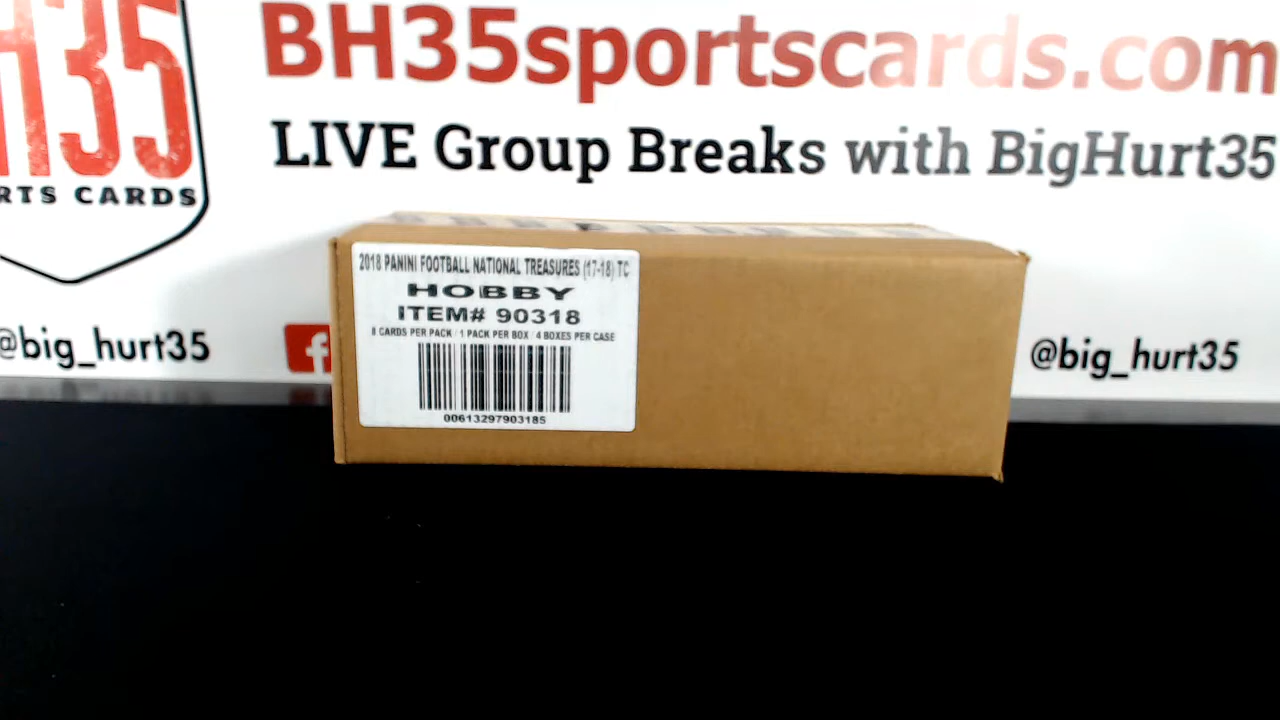 H35
RTS CARDS
BH35sportscards.com
LIVE Group Breaks with BigHurt35
@big_hurt35
f
@big_hurt35
2018 PANINI FOOTBALL NATIONAL TREASURES (17-18) TC
HOBBY
ITEM# 90318
8 CARDS PER PACK / 1 PACK PER BOX / 4 BOXES PER CASE
00613297903185